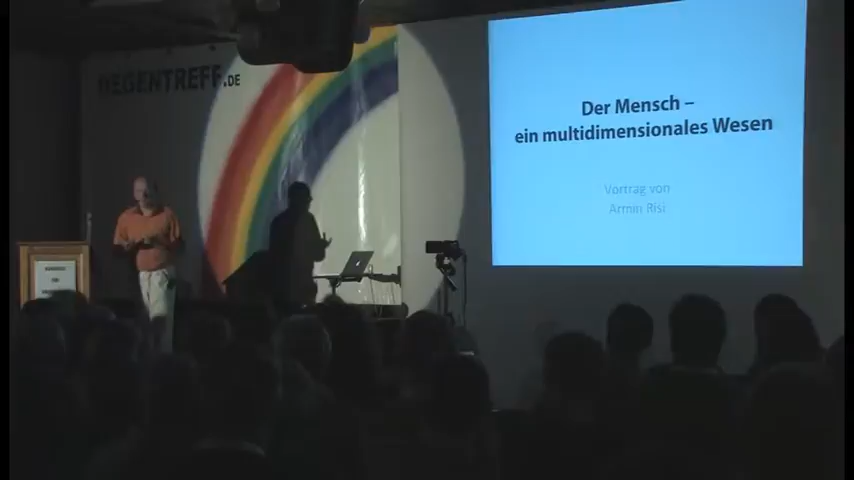 REGENTREFF.DE
Der Mensch –
ein multidimensionales Wesen
Vortrag von
Armin Risi